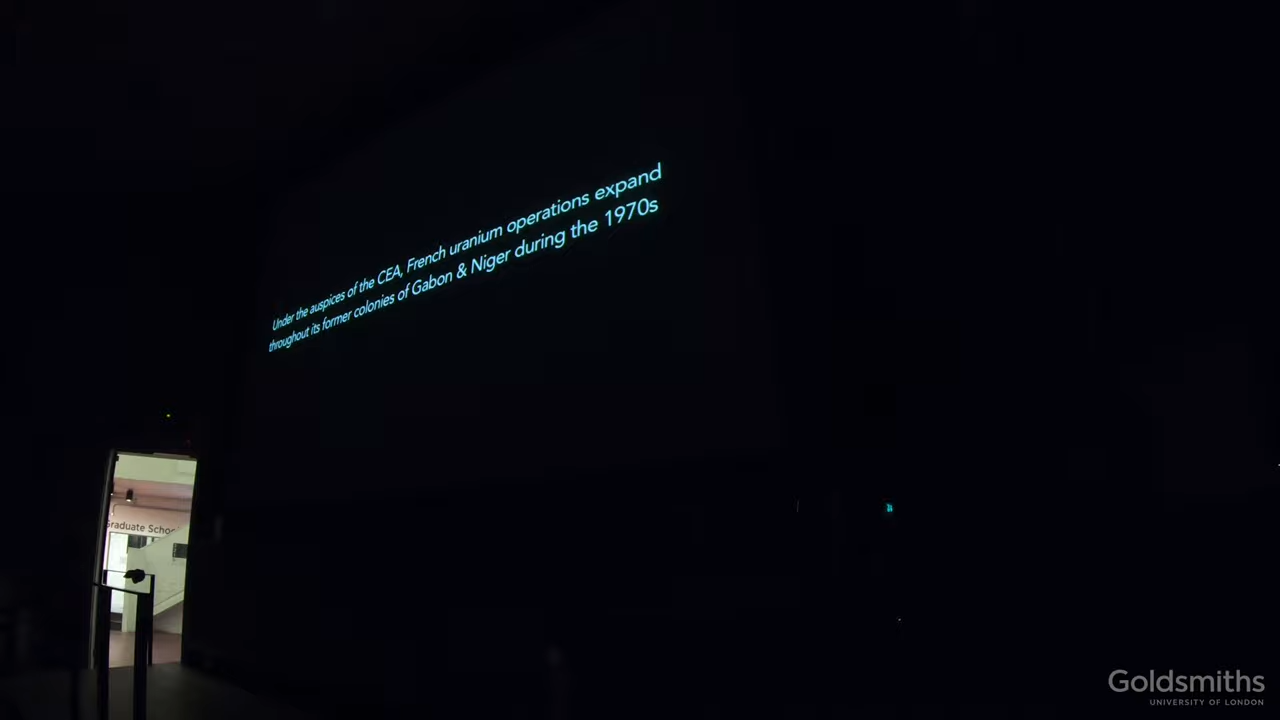 Under the auspices of the CEA, French uranium operations expand
throughout its former colonies of Gabon & Niger during the 1970s
Graduate School
Goldsmiths
UNIVERSITY OF LONDON